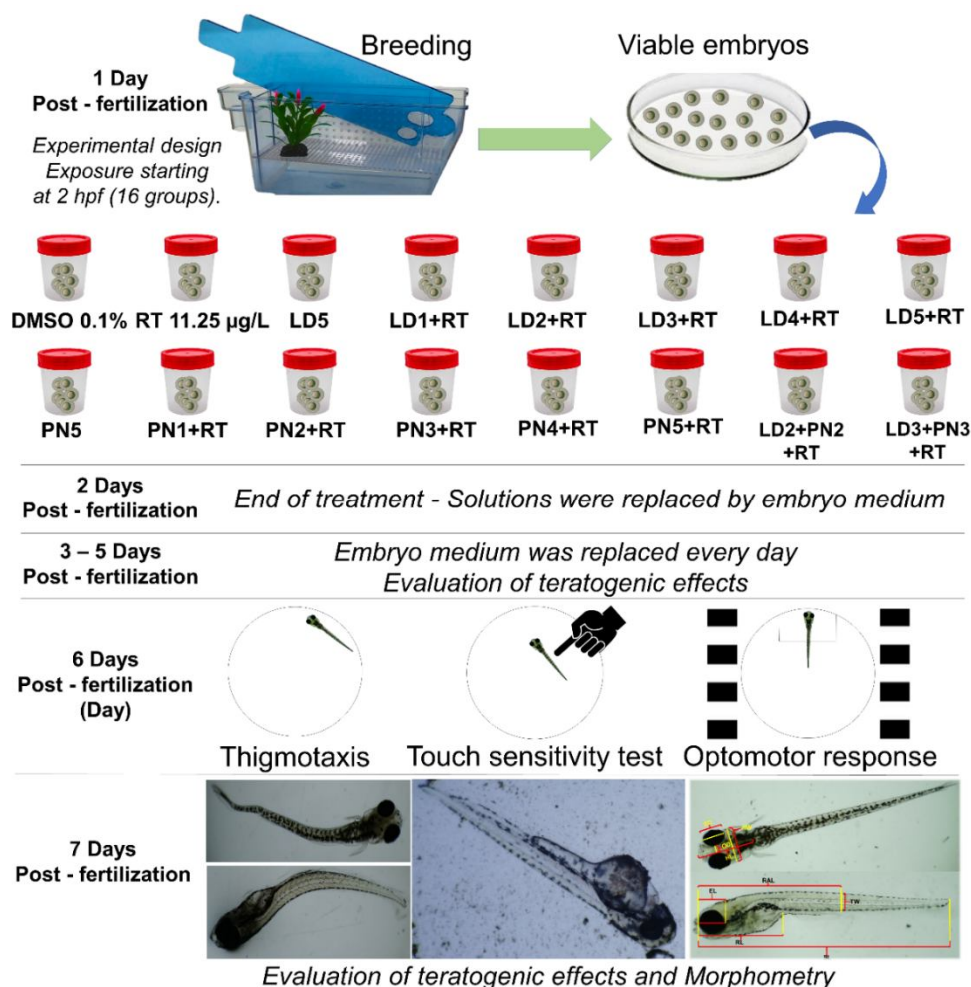 Breeding
Viable embryos
1 Day
Post - fertilization
Experimental design
Exposure starting
at 2 hpf (16 groups).
DMSO 0.1% RT 11.25 µg/L LD5 LD1+RT LD2+RT LD3+RT LD4+RT LD5+RT
PN5 PN1+RT PN2+RT PN3+RT PN4+RT PN5+RT LD2+PN2 LD3+PN3
+RT +RT
2 Days
Post - fertilization
End of treatment - Solutions were replaced by embryo medium
3 – 5 Days
Post - fertilization
Embryo medium was replaced every day
Evaluation of teratogenic effects
6 Days
Post - fertilization
(Day)
Thigmotaxis
Touch sensitivity test
Optomotor response
7 Days
Post - fertilization
RAL
EL
TW
Evaluation of teratogenic effects and Morphometry